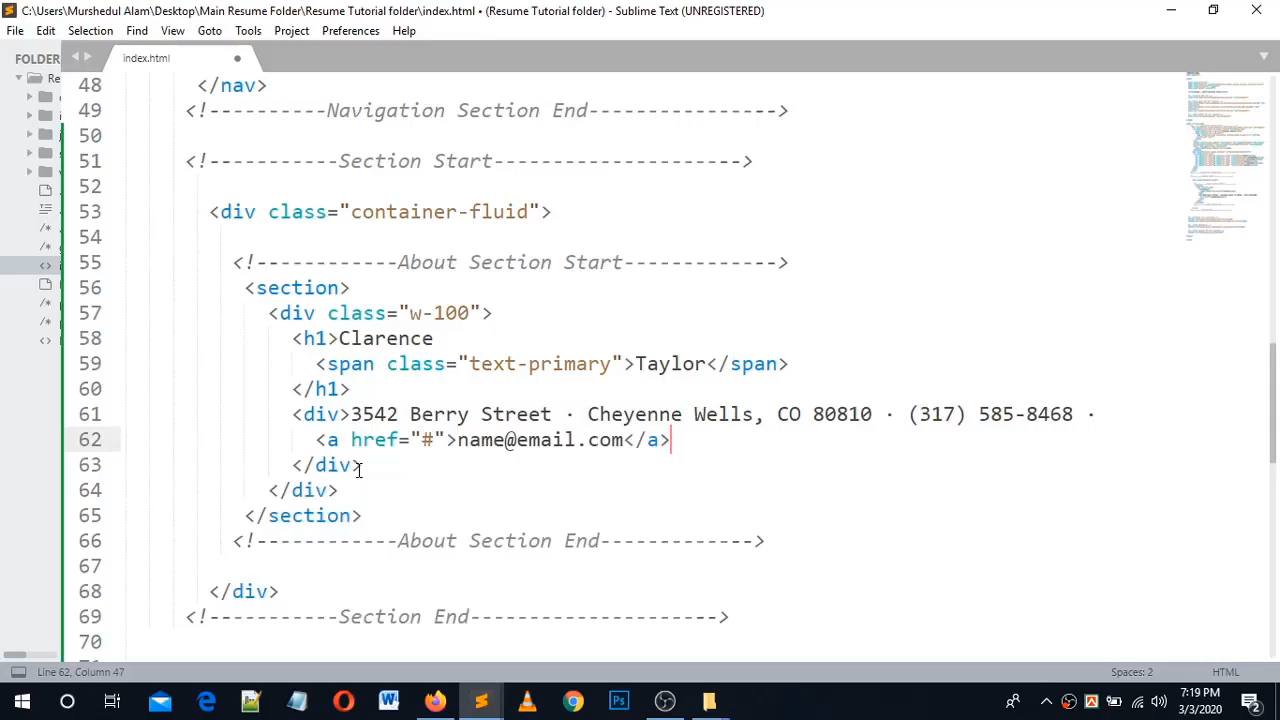 C:\Users\Murshedul Alam\Desktop\Main Resume Folder\Resume Tutorial folder\index.html • (Resume Tutorial folder) - Sublime Text (UNREGISTERED)
File Edit Selection Find View Goto Tools Project Preferences Help
FOLDER
index.html
Re
48 </nav>
49 <!-----------Navigation Section End---------------->
50
51 <!-----------Section Start--------------------->
52
53 <div class="container-fluid">
54
55 <!------------About Section Start------------->
56 <section>
57 <div class="w-100">
58 <h1>Clarence
59 <span class="text-primary">Taylor</span>
60 </h1>
61 <div>3542 Berry Street · Cheyenne Wells, CO 80810 · (317) 585-8468 ·
62 <a href="#">name@email.com</a>
63 </div>
64 </div>
65 </section>
66 <!------------About Section End------------->
67
68 </div>
69 <!-----------Section End--------------------->
70
Line 62, Column 47
Spaces: 2
HTML
7:19 PM
3/3/2020